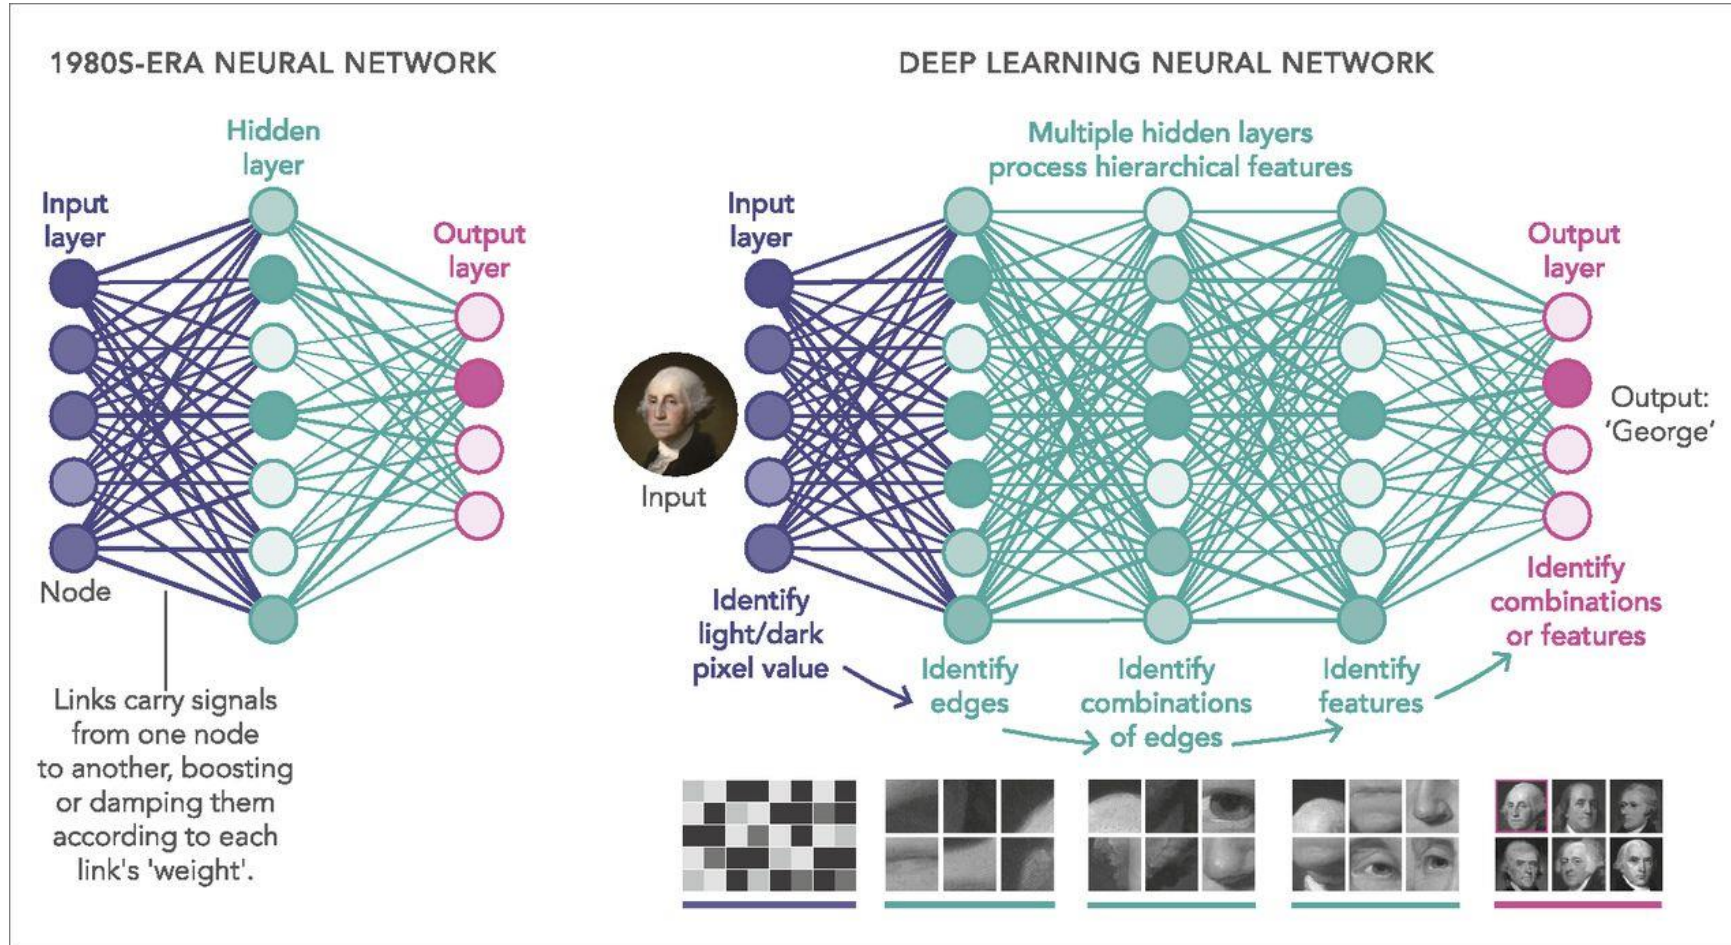 1980S-ERA NEURAL NETWORK
Hidden
layer
Input
layer
Output
layer
Node
Links carry signals
from one node
to another, boosting
or damping them
according to each
link's 'weight'.
DEEP LEARNING NEURAL NETWORK
Multiple hidden layers
process hierarchical features
Input
layer
Output
layer
Input
Output:
'George'
Identify
light/dark
pixel value
Identify
edges
Identify
combinations
of edges
Identify
features
Identify
combinations
or features